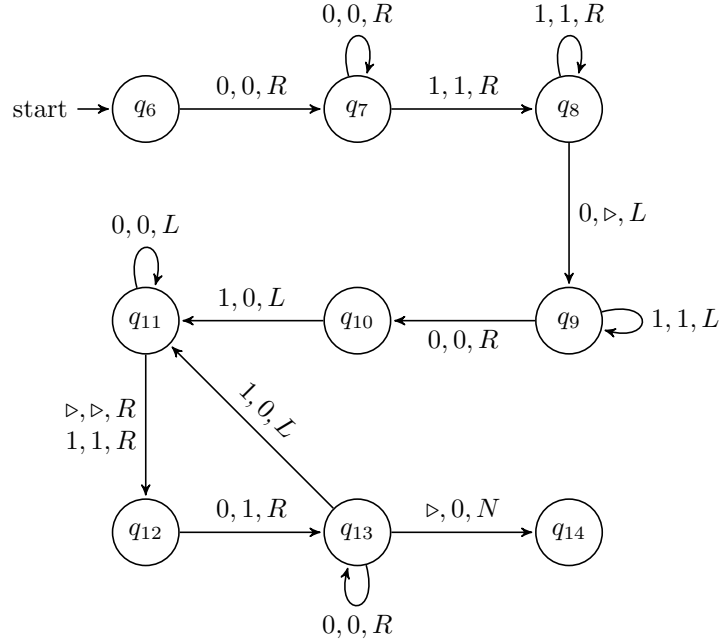 0, 0, R
1, 1, R
start
q₆
0, 0, R
q₇
1, 1, R
q₈
0, ▹, L
0, 0, L
q₁₁
1, 0, L
q₁₀
0, 0, R
q₉
1, 1, L
▹, ▹, R
1, 1, R
1, 0, L
q₁₂
0, 1, R
q₁₃
▹, 0, N
q₁₄
0, 0, R